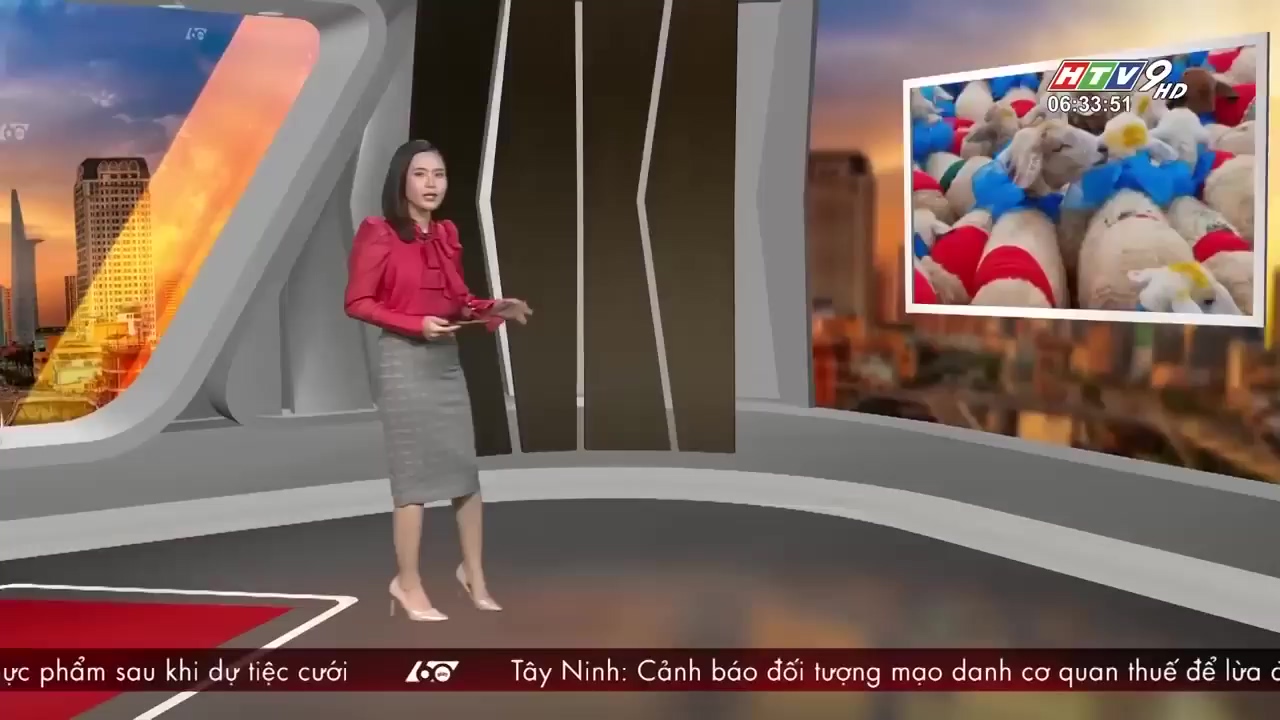 HTV9 HD
06:33:51
ực phẩm sau khi dự tiệc cưới
60 Tây Ninh: Cảnh báo đối tượng mạo danh cơ quan thuế để lừa